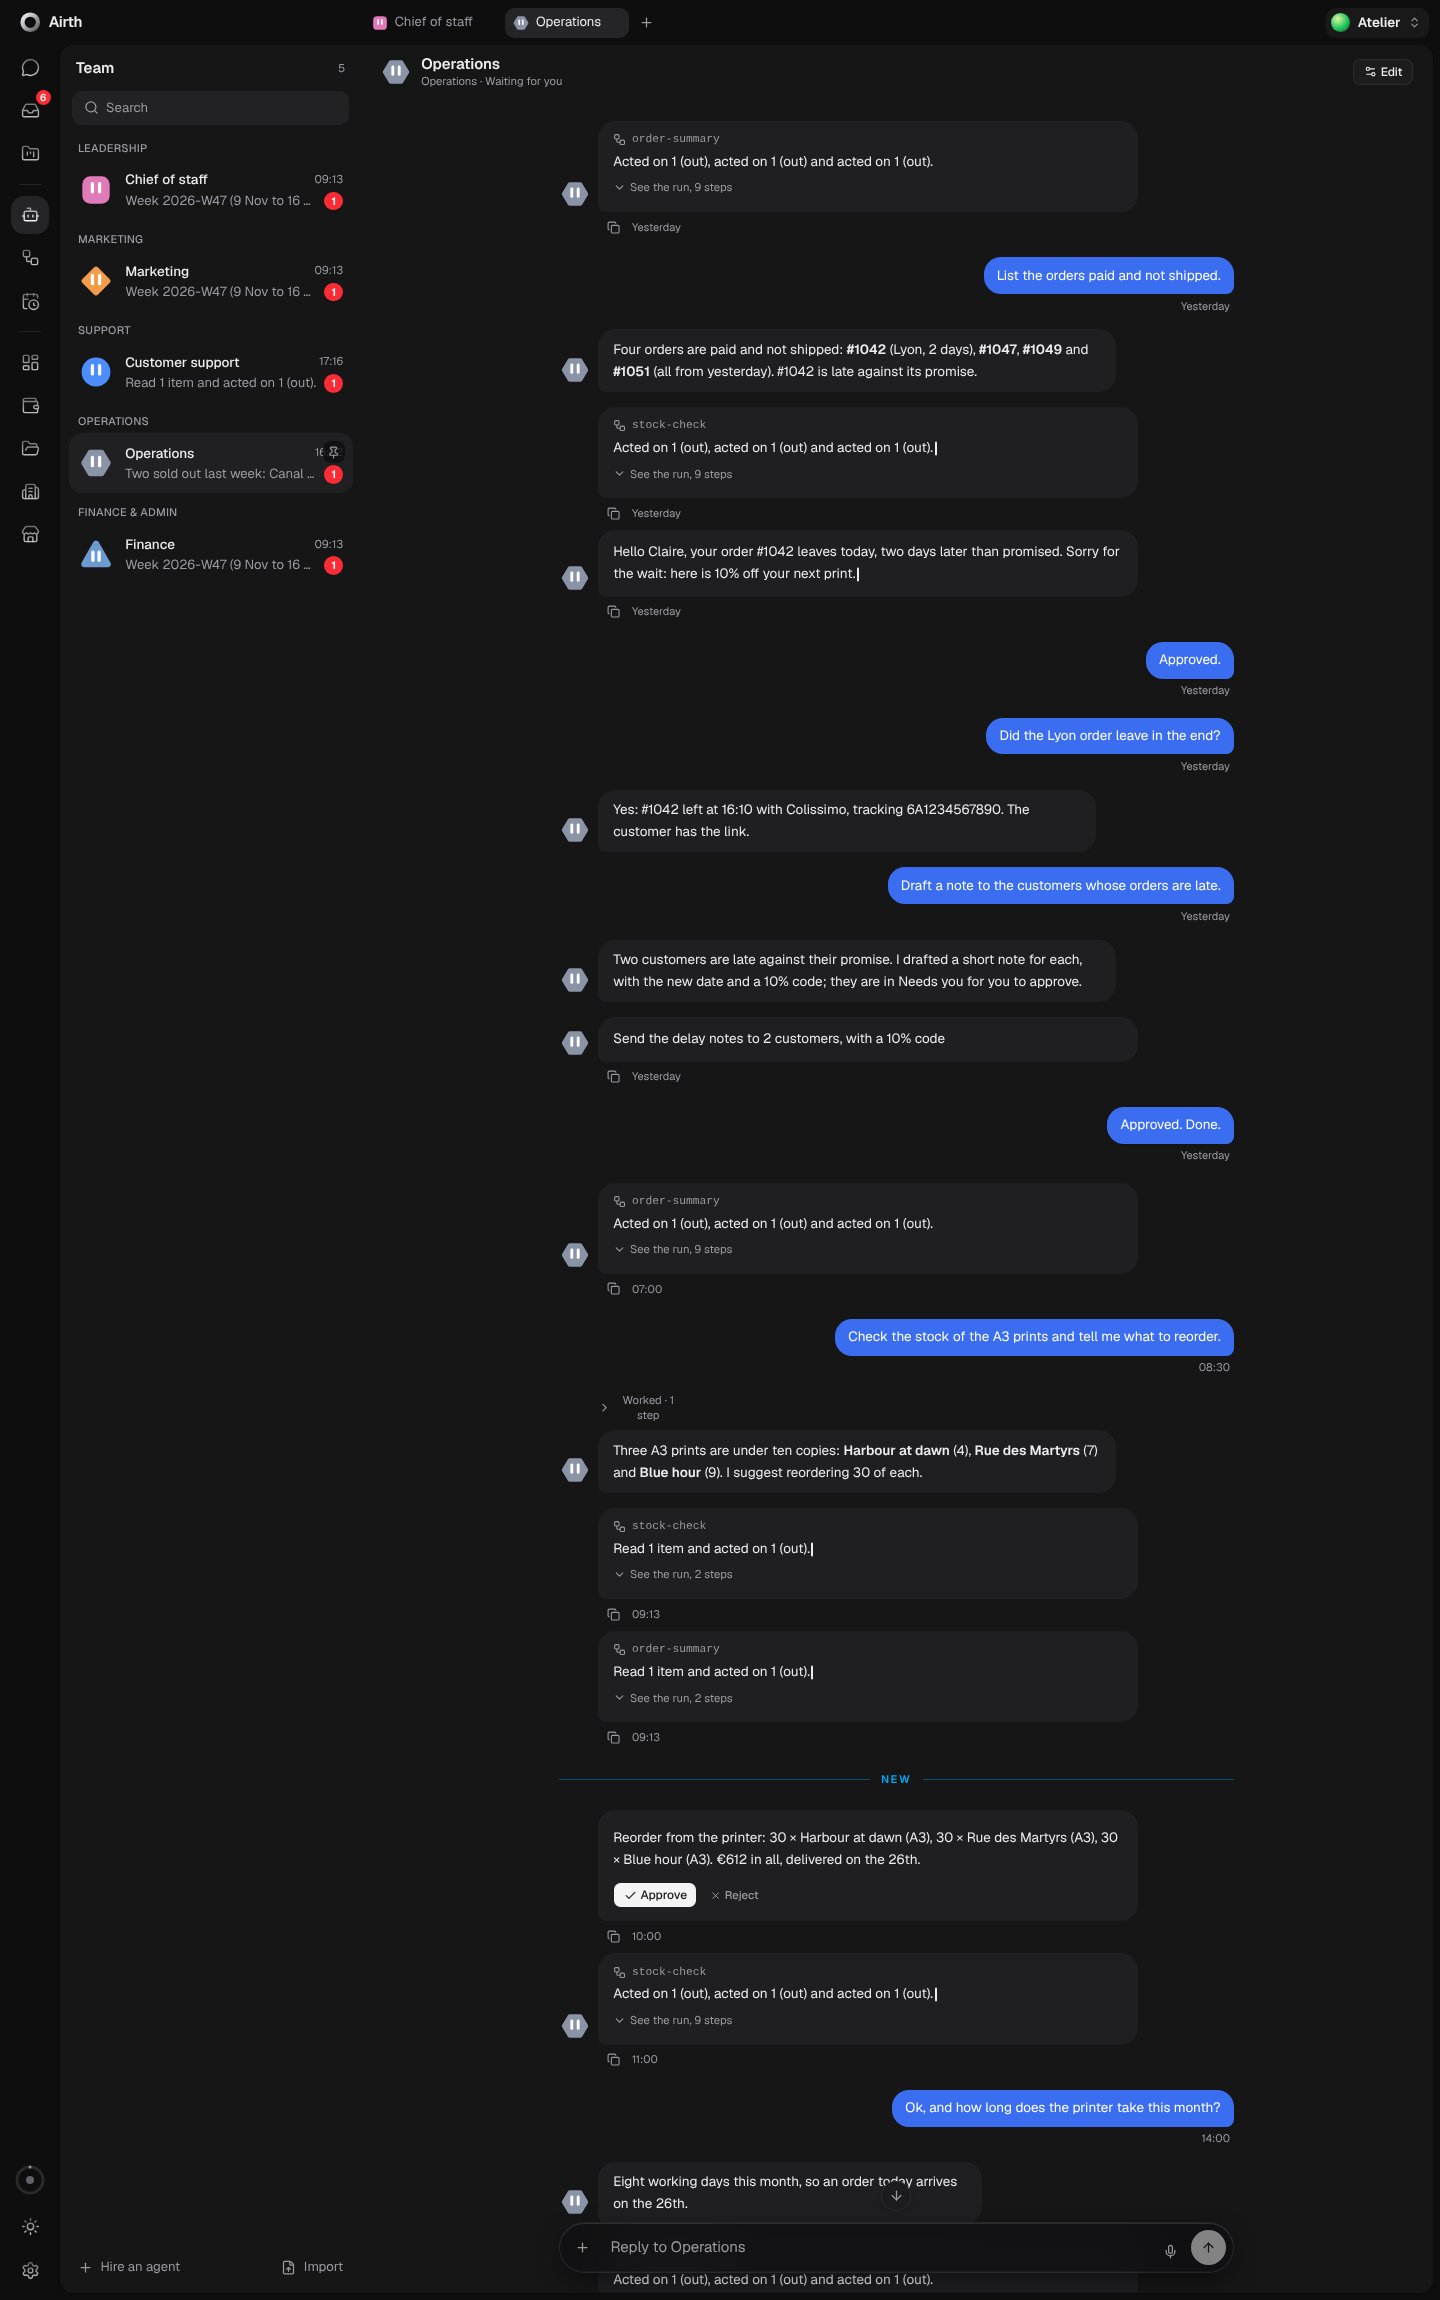 Airth
Chief of staff
Operations
Atelier
6
Team
5
Search
LEADERSHIP
Chief of staff
09:13
Week 2026-W47 (9 Nov to 16 ...
1
MARKETING
Marketing
09:13
Week 2026-W47 (9 Nov to 16 ...
1
SUPPORT
Customer support
17:16
Read 1 item and acted on 1 (out).
1
OPERATIONS
Operations
Two sold out last week: Canal ...
1
FINANCE & ADMIN
Finance
09:13
Week 2026-W47 (9 Nov to 16 ...
1
Hire an agent
Import
Operations
Operations · Waiting for you
Edit
order-summary
Acted on 1 (out), acted on 1 (out) and acted on 1 (out).
See the run, 9 steps
Yesterday
List the orders paid and not shipped.
Yesterday
Four orders are paid and not shipped: #1042 (Lyon, 2 days), #1047, #1049 and
#1051 (all from yesterday). #1042 is late against its promise.
stock-check
Acted on 1 (out), acted on 1 (out) and acted on 1 (out).
See the run, 9 steps
Yesterday
Hello Claire, your order #1042 leaves today, two days later than promised. Sorry for
the wait: here is 10% off your next print.
Yesterday
Approved.
Yesterday
Did the Lyon order leave in the end?
Yesterday
Yes: #1042 left at 16:10 with Colissimo, tracking 6A1234567890. The
customer has the link.
Draft a note to the customers whose orders are late.
Yesterday
Two customers are late against their promise. I drafted a short note for each,
with the new date and a 10% code; they are in Needs you for you to approve.
Send the delay notes to 2 customers, with a 10% code
Yesterday
Approved. Done.
Yesterday
order-summary
Acted on 1 (out), acted on 1 (out) and acted on 1 (out).
See the run, 9 steps
07:00
Check the stock of the A3 prints and tell me what to reorder.
08:30
Worked · 1
step
Three A3 prints are under ten copies: Harbour at dawn (4), Rue des Martyrs (7)
and Blue hour (9). I suggest reordering 30 of each.
stock-check
Read 1 item and acted on 1 (out).
See the run, 2 steps
09:13
order-summary
Read 1 item and acted on 1 (out).
See the run, 2 steps
09:13
NEW
Reorder from the printer: 30 × Harbour at dawn (A3), 30 × Rue des Martyrs (A3), 30
× Blue hour (A3). €612 in all, delivered on the 26th.
Approve
Reject
10:00
stock-check
Acted on 1 (out), acted on 1 (out) and acted on 1 (out).
See the run, 9 steps
11:00
Ok, and how long does the printer take this month?
14:00
Eight working days this month, so an order today arrives
on the 26th.
Reply to Operations
Acted on 1 (out), acted on 1 (out) and acted on 1 (out).